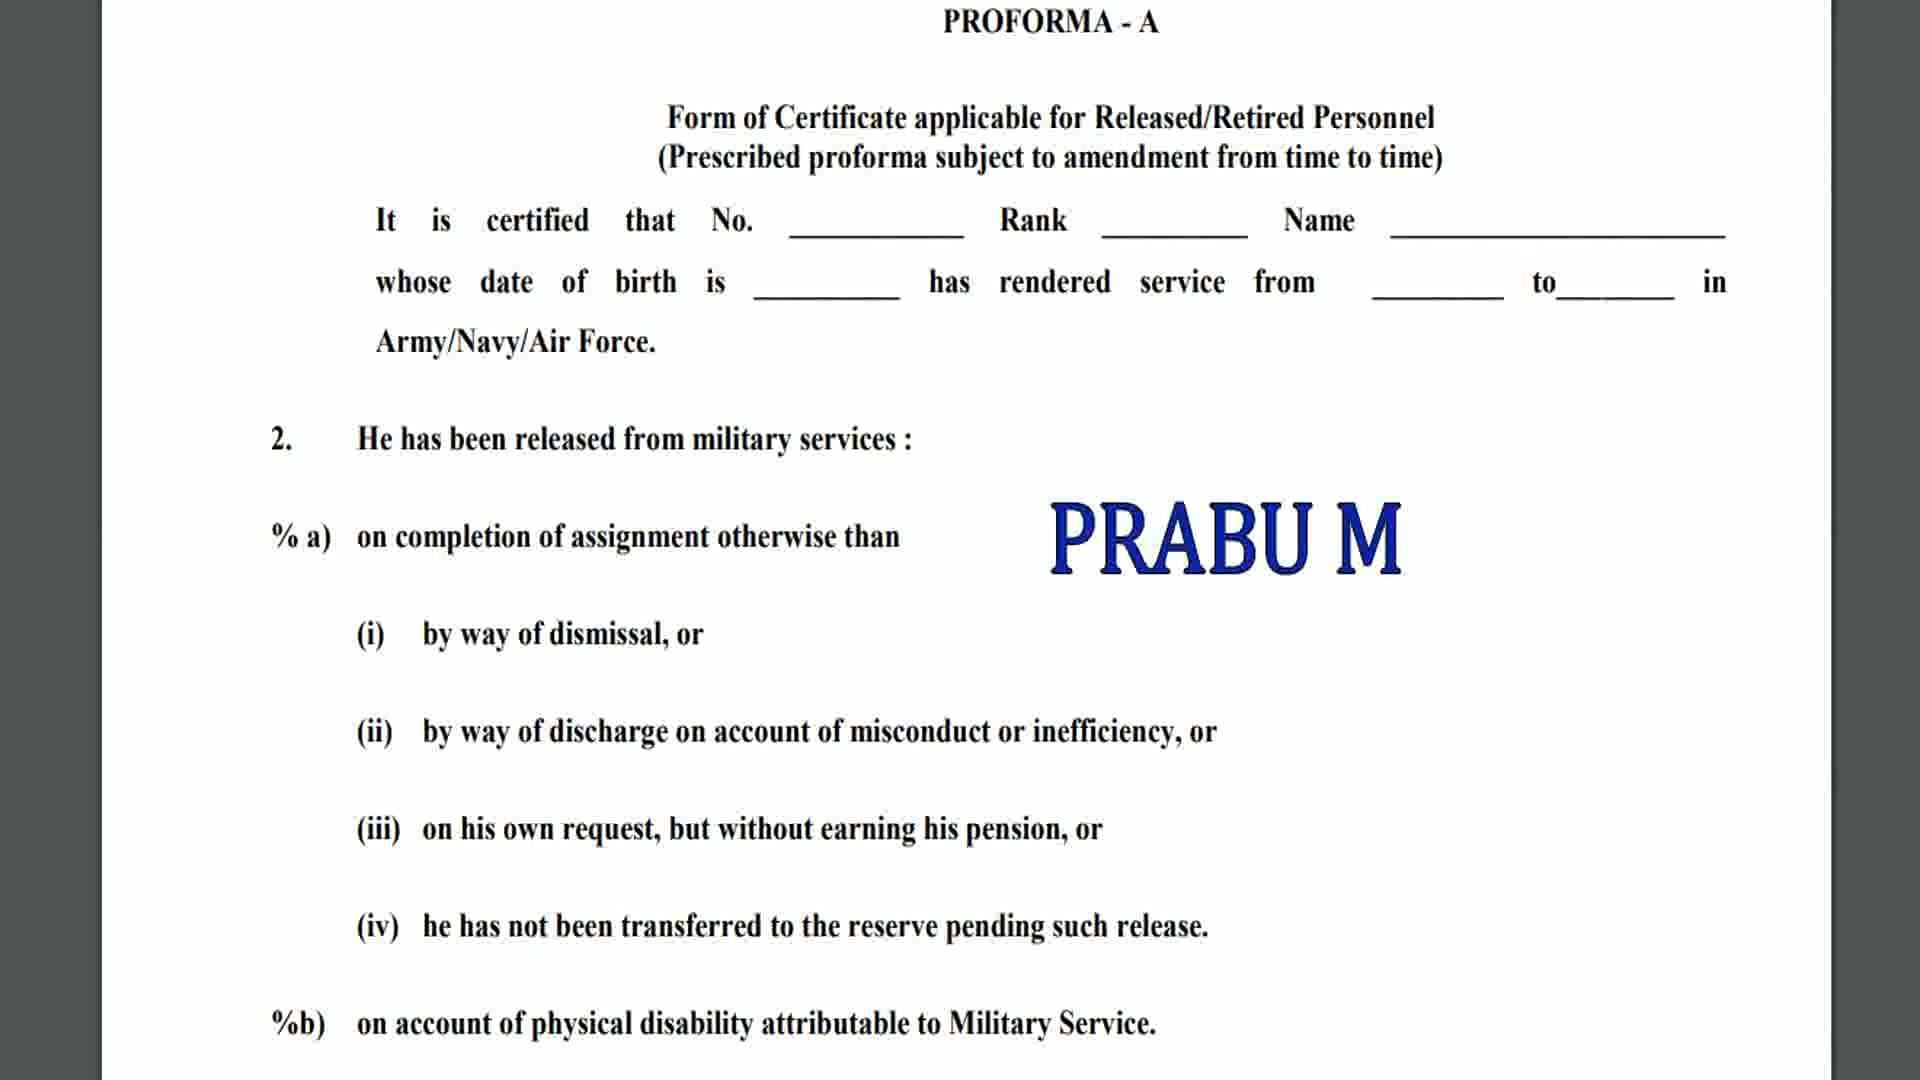 PROFORMA - A
Form of Certificate applicable for Released/Retired Personnel
(Prescribed proforma subject to amendment from time to time)
It is certified that No. ____________ Rank __________ Name _______________________
whose date of birth is __________ has rendered service from _________ to________ in
Army/Navy/Air Force.
2. He has been released from military services :
% a) on completion of assignment otherwise than
PRABU M
(i) by way of dismissal, or
(ii) by way of discharge on account of misconduct or inefficiency, or
(iii) on his own request, but without earning his pension, or
(iv) he has not been transferred to the reserve pending such release.
%b) on account of physical disability attributable to Military Service.